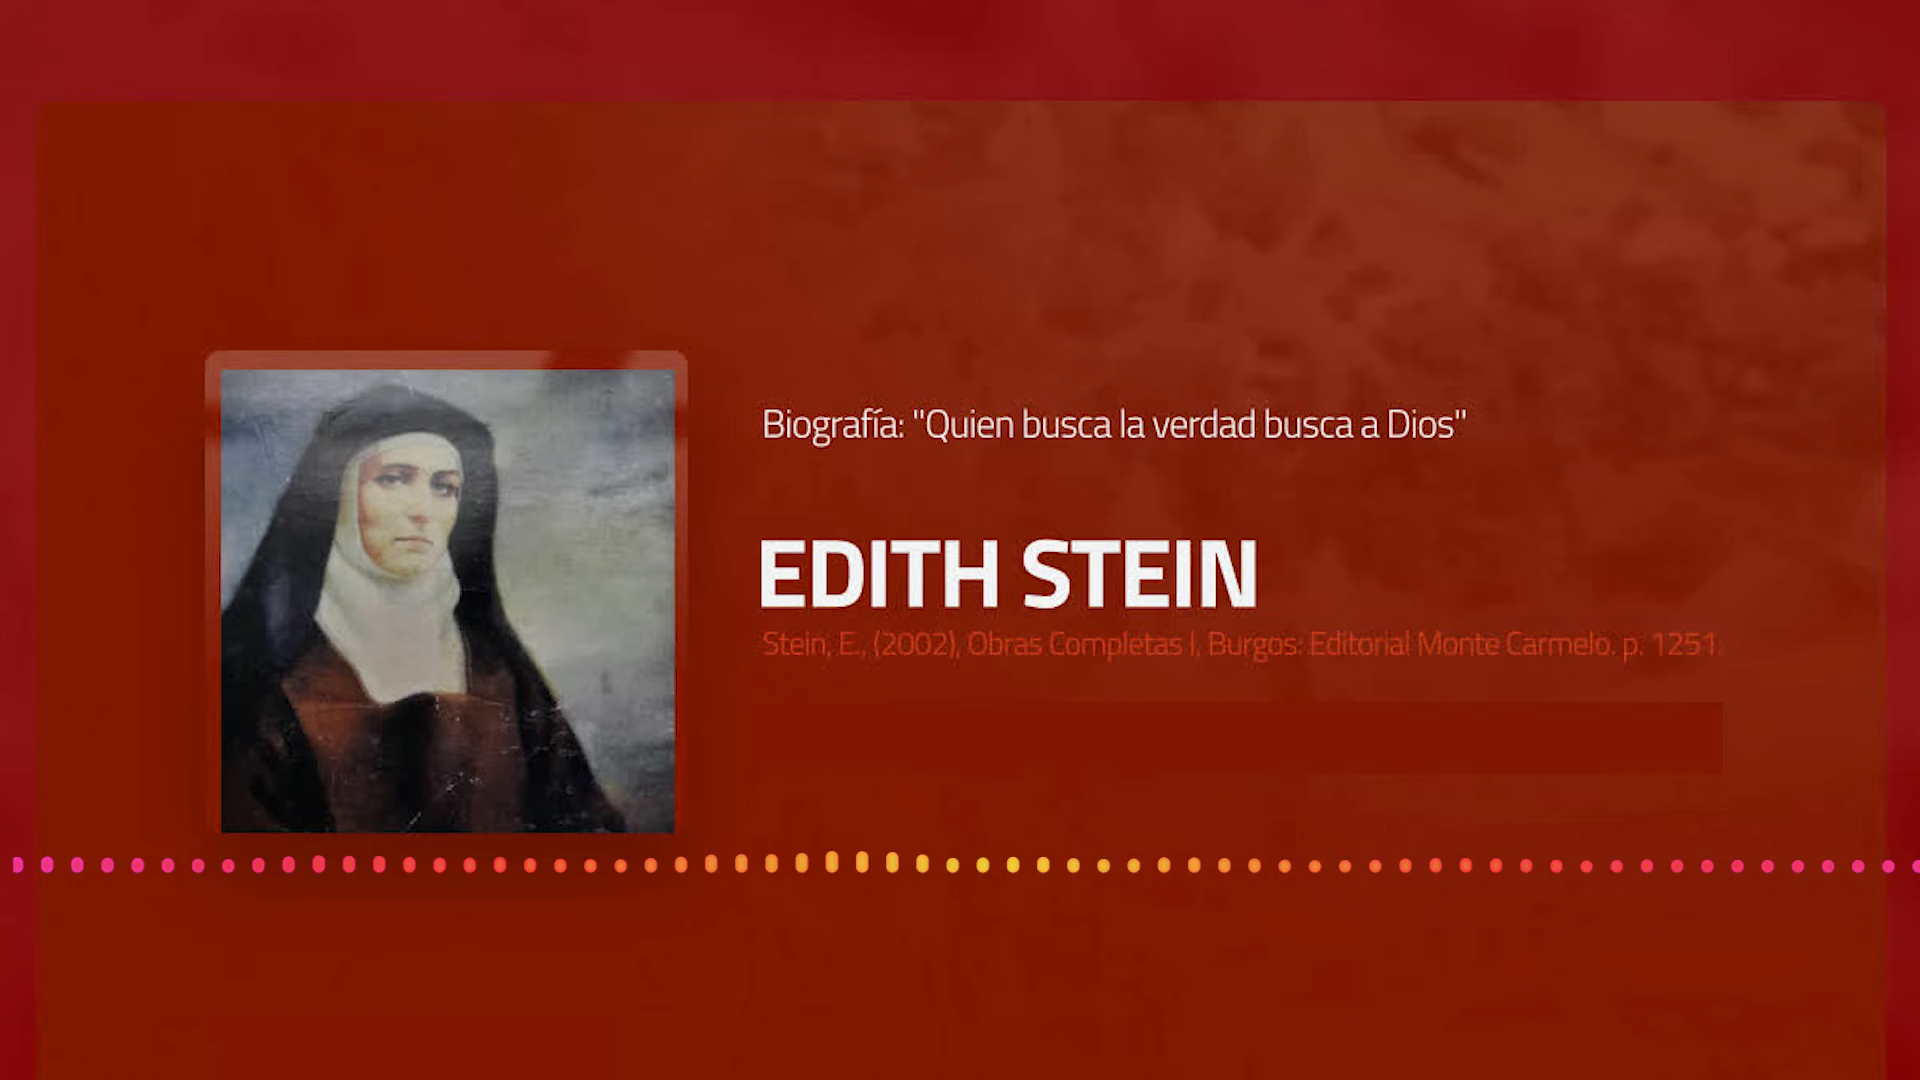 Biografía: "Quien busca la verdad busca a Dios"
EDITH STEIN
Stein, E., (2002), Obras Completas I, Burgos: Editorial Monte Carmelo. p. 1251.